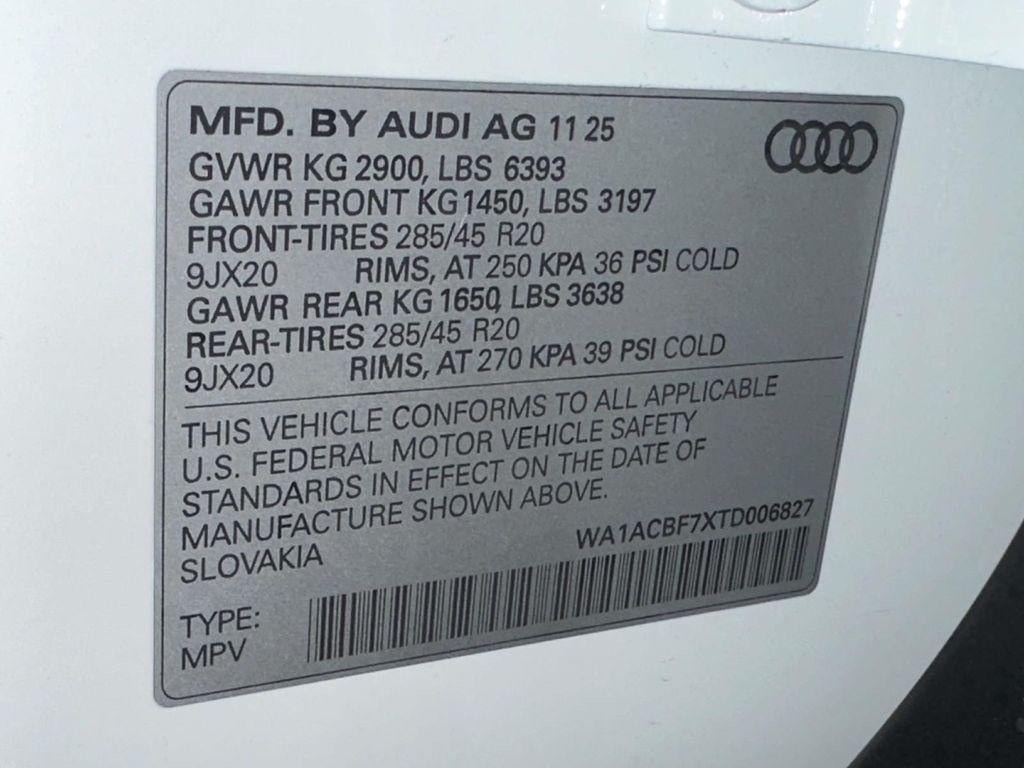 MFD. BY AUDI AG 11 25
GVWR KG 2900, LBS 6393
GAWR FRONT KG 1450, LBS 3197
FRONT-TIRES 285/45 R20
9JX20 RIMS, AT 250 KPA 36 PSI COLD
GAWR REAR KG 1650, LBS 3638
REAR-TIRES 285/45 R20
9JX20 RIMS, AT 270 KPA 39 PSI COLD
THIS VEHICLE CONFORMS TO ALL APPLICABLE
U.S. FEDERAL MOTOR VEHICLE SAFETY
STANDARDS IN EFFECT ON THE DATE OF
MANUFACTURE SHOWN ABOVE.
SLOVAKIA
WA1ACBF7XTD006827
TYPE:
MPV